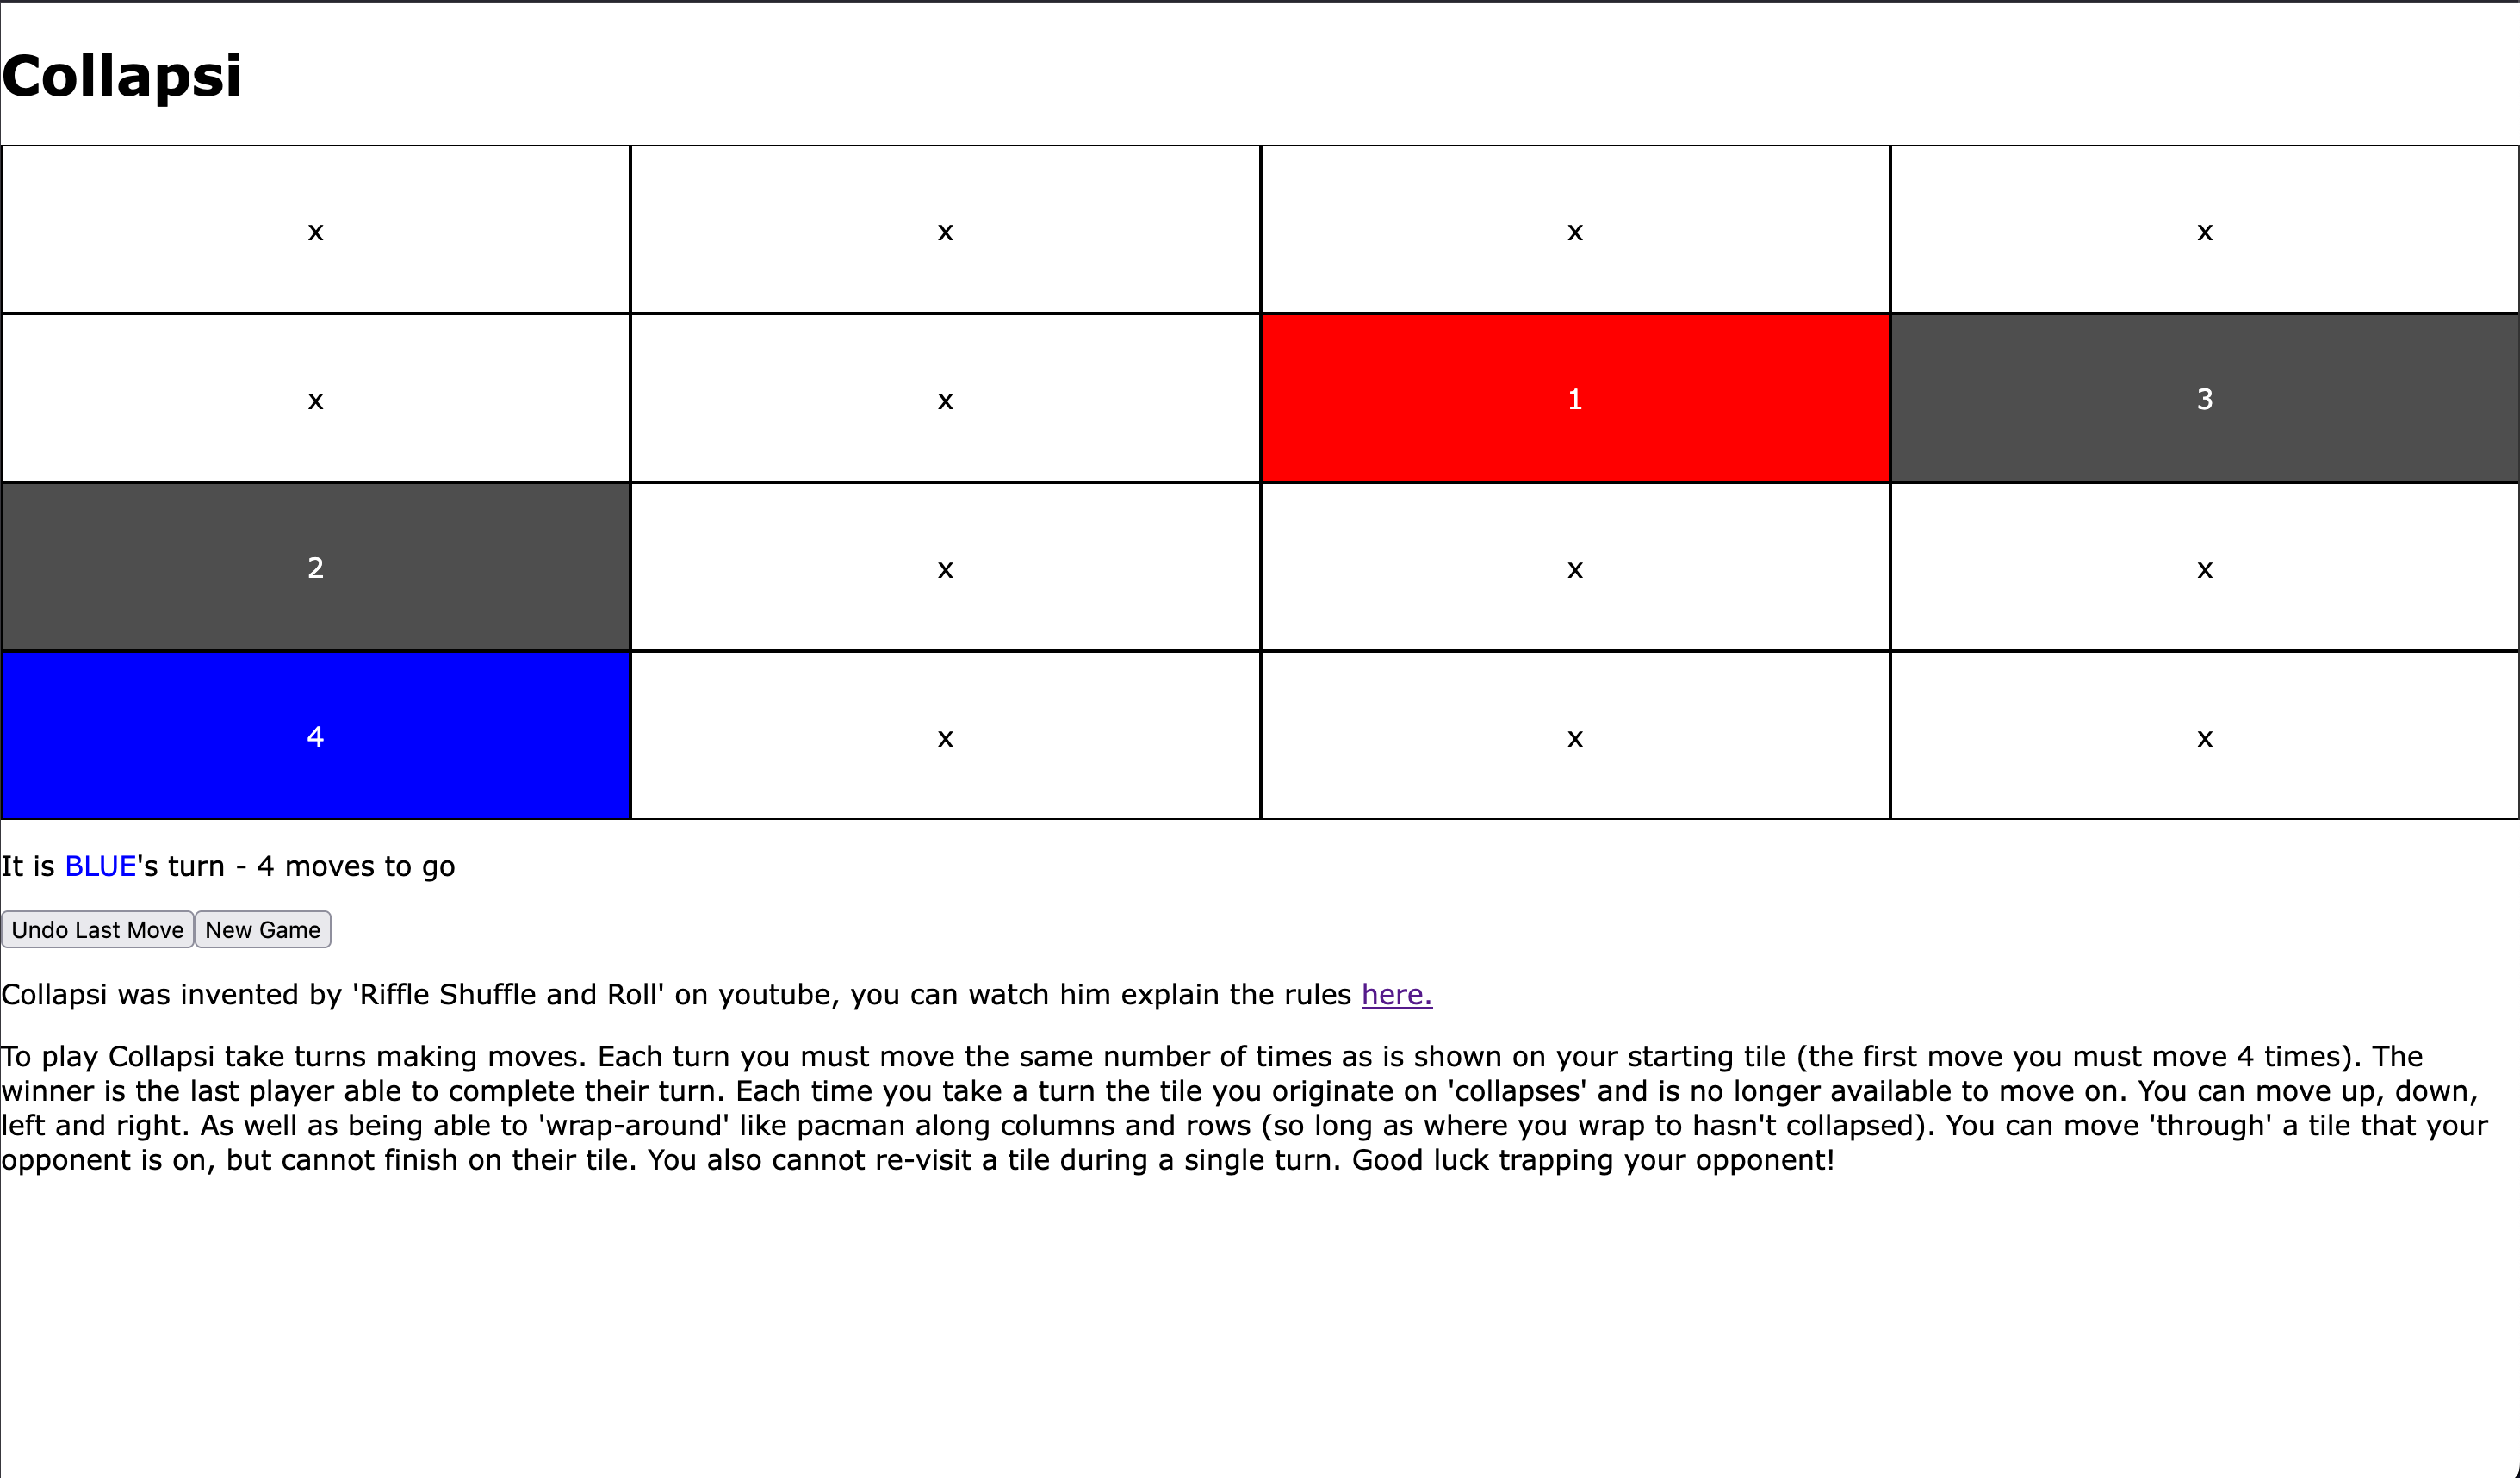 Collapsi
x x x x
x x 1 3
2 x x x
4 x x x
It is BLUE's turn - 4 moves to go
Undo Last Move New Game
Collapsi was invented by 'Riffle Shuffle and Roll' on youtube, you can watch him explain the rules here.
To play Collapsi take turns making moves. Each turn you must move the same number of times as is shown on your starting tile (the first move you must move 4 times). The
winner is the last player able to complete their turn. Each time you take a turn the tile you originate on 'collapses' and is no longer available to move on. You can move up, down,
left and right. As well as being able to 'wrap-around' like pacman along columns and rows (so long as where you wrap to hasn't collapsed). You can move 'through' a tile that your
opponent is on, but cannot finish on their tile. You also cannot re-visit a tile during a single turn. Good luck trapping your opponent!